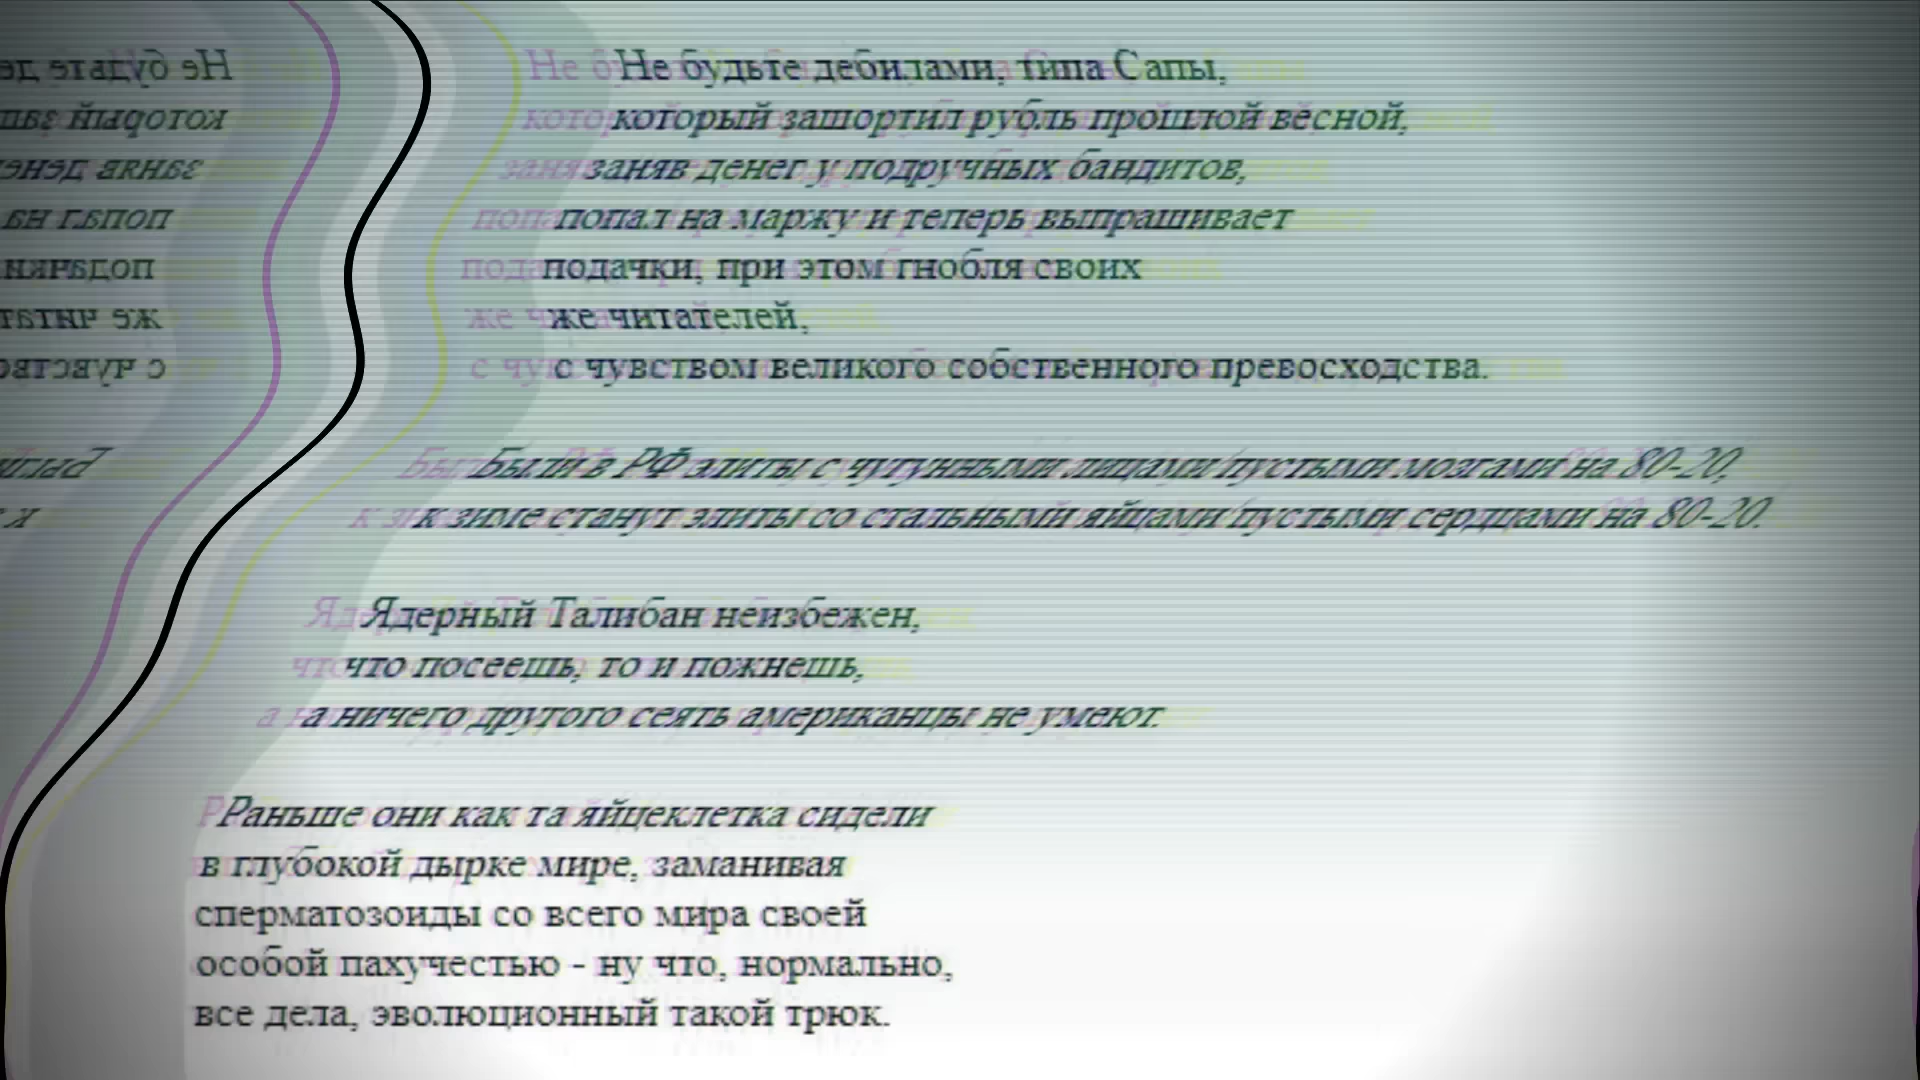 Не будьте дебилами, типа Сапы,
который зашортил рубль прошлой весной,
заняв денег у подручных бандитов,
попал на маржу и теперь выпрашивает
подачки, при этом гнобля своих
же читателей,
с чувством великого собственного превосходства.
Были в РФ элиты с чугунными лицами/пустыми мозгами на 80-20,
к зиме станут элиты со стальными яйцами/пустыми сердцами на 80-20.
Ядерный Талибан неизбежен,
что посеешь, то и пожнешь,
а ничего другого сеять американцы не умеют.
Раньше они как та яйцеклетка сидели
в глубокой дырке мире, заманивая
сперматозоиды со всего мира своей
особой пахучестью - ну что, нормально,
все дела, эволюционный такой трюк.